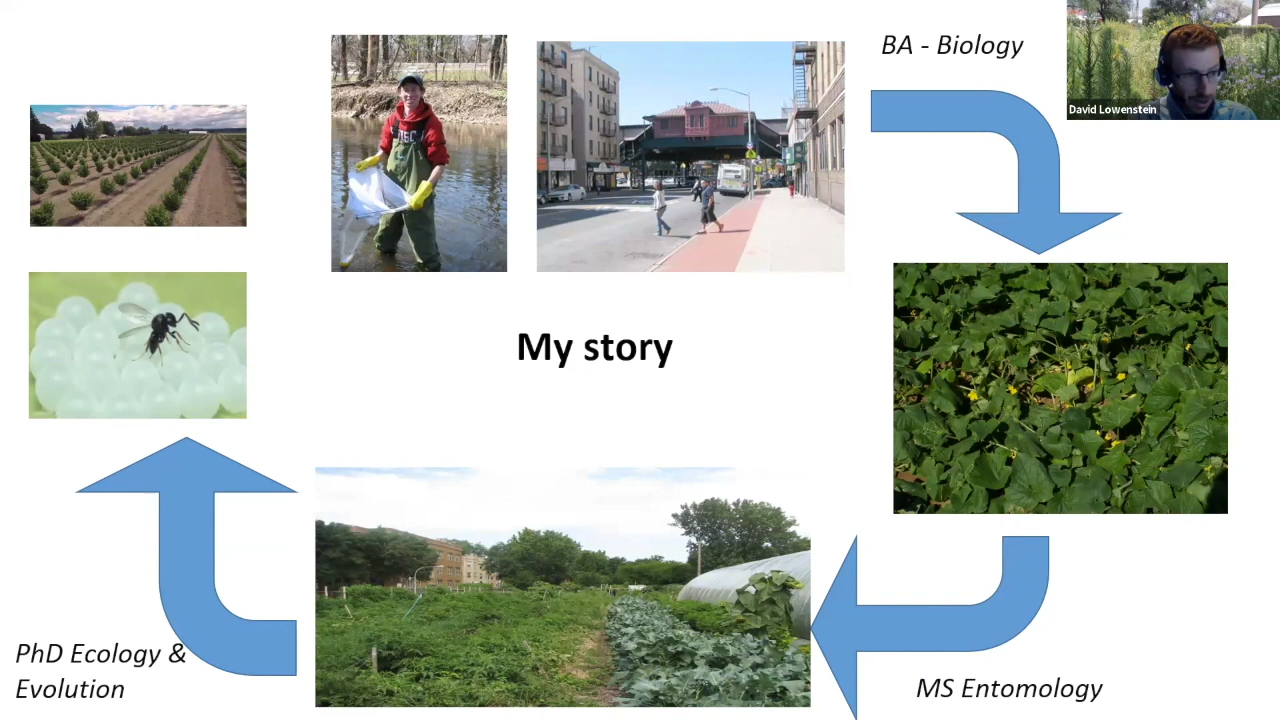 BA - Biology
David Lowenstein
My story
PhD Ecology &
Evolution
MS Entomology